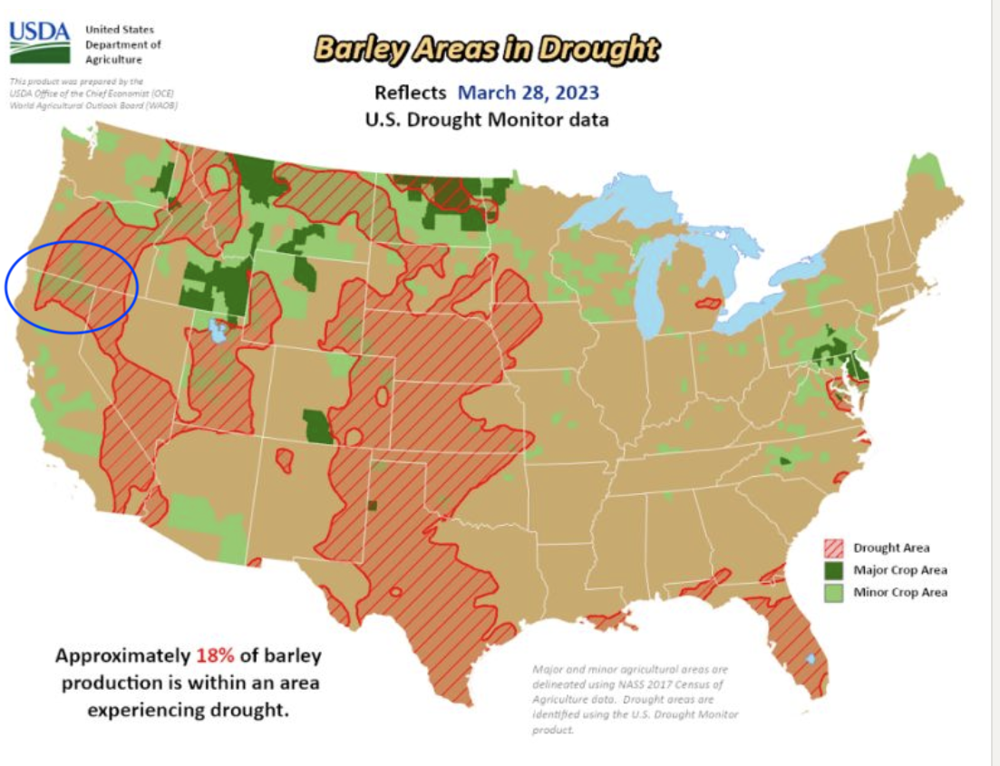 USDA
United States
Department of
Agriculture
This product was prepared by the
USDA Office of the Chief Economist (OCE)
World Agricultural Outlook Board (WAOB)
Barley Areas in Drought
Reflects March 28, 2023
U.S. Drought Monitor data
Drought Area
Major Crop Area
Minor Crop Area
Approximately 18% of barley
production is within an area
experiencing drought.
Major and minor agricultural areas are
delineated using NASS 2017 Census of
Agriculture data. Drought areas are
identified using the U.S. Drought Monitor
product.